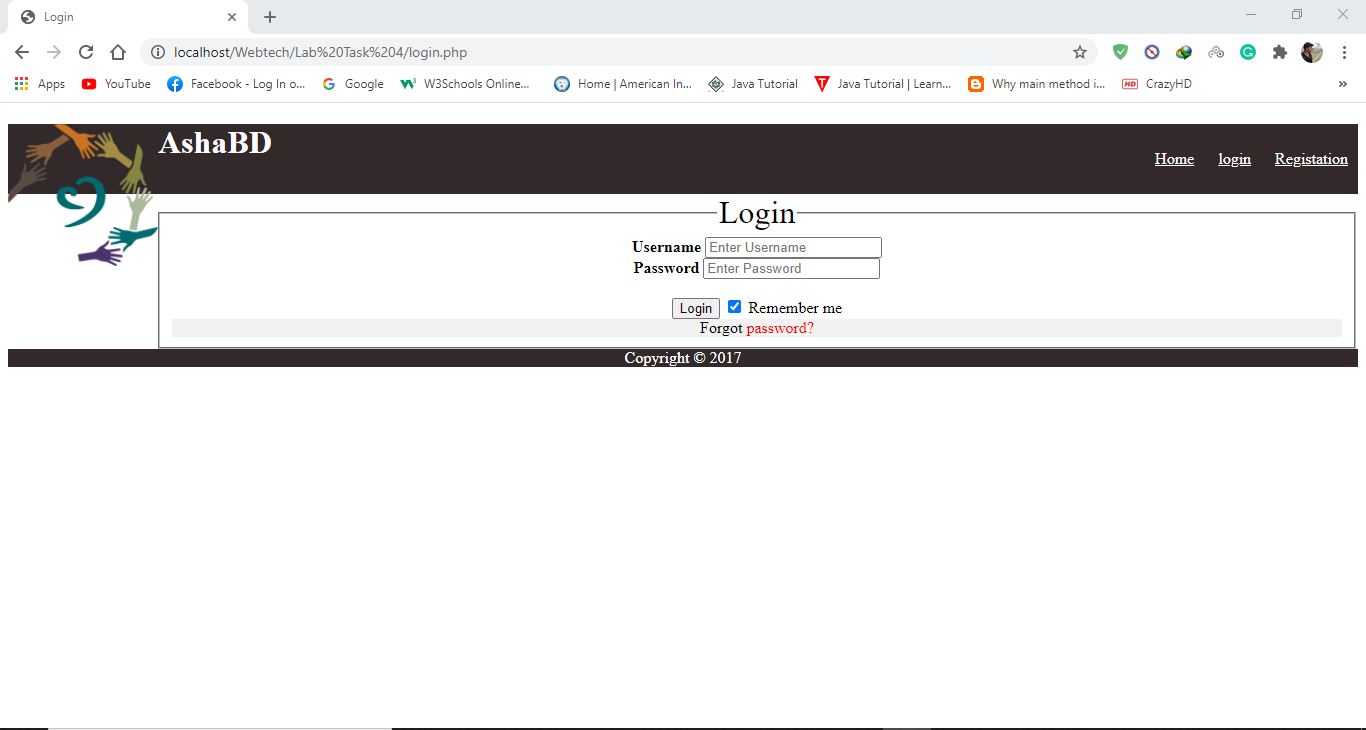 Login
localhost/Webtech/Lab%20Task%204/login.php
Apps YouTube Facebook - Log In o... Google W3Schools Online... Home | American In... Java Tutorial Java Tutorial | Learn... Why main method i... HD CrazyHD »
AshaBD
Home login Registation
Login
Username Enter Username
Password Enter Password
Login Remember me
Forgot password?
Copyright © 2017